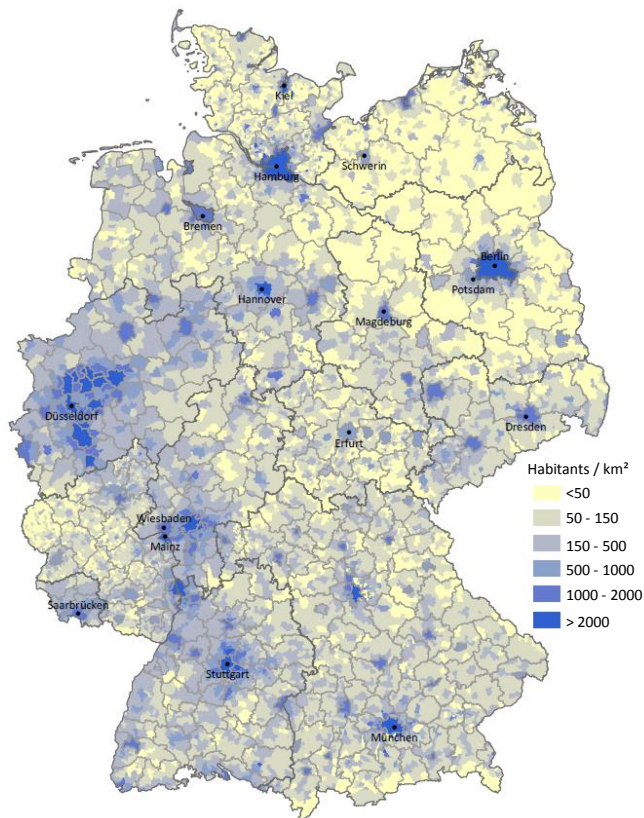 Kiel
Schwerin
Hamburg
Bremen
Berlin
Potsdam
Hannover
Magdeburg
Düsseldorf
Dresden
Erfurt
Habitants / km²
<50
50 - 150
150 - 500
500 - 1000
1000 - 2000
> 2000
Wiesbaden
Mainz
Saarbrücken
Stuttgart
München